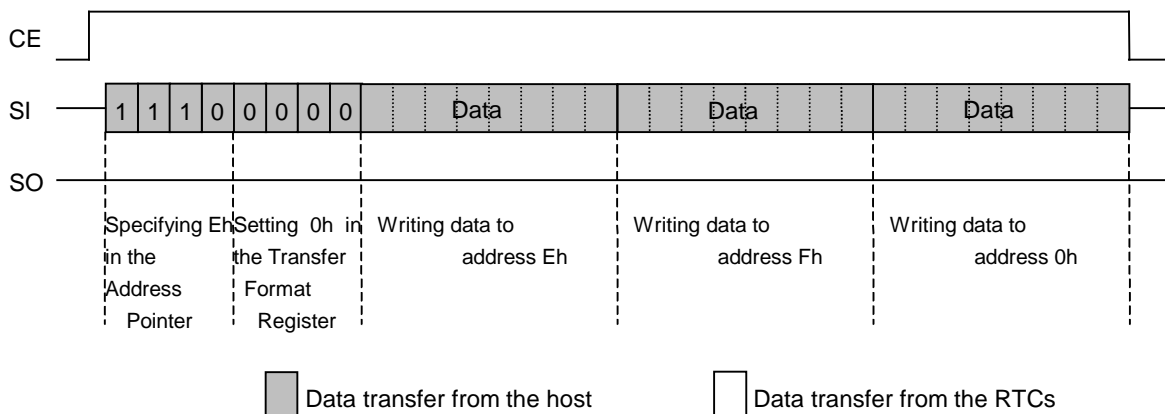 CE
SI 1 1 1 0 0 0 0 0 Data Data Data
SO
Specifying Eh Setting 0h in Writing data to Writing data to Writing data to
in the the Transfer address Eh address Fh address 0h
Address Format
Pointer Register
Data transfer from the host Data transfer from the RTCs